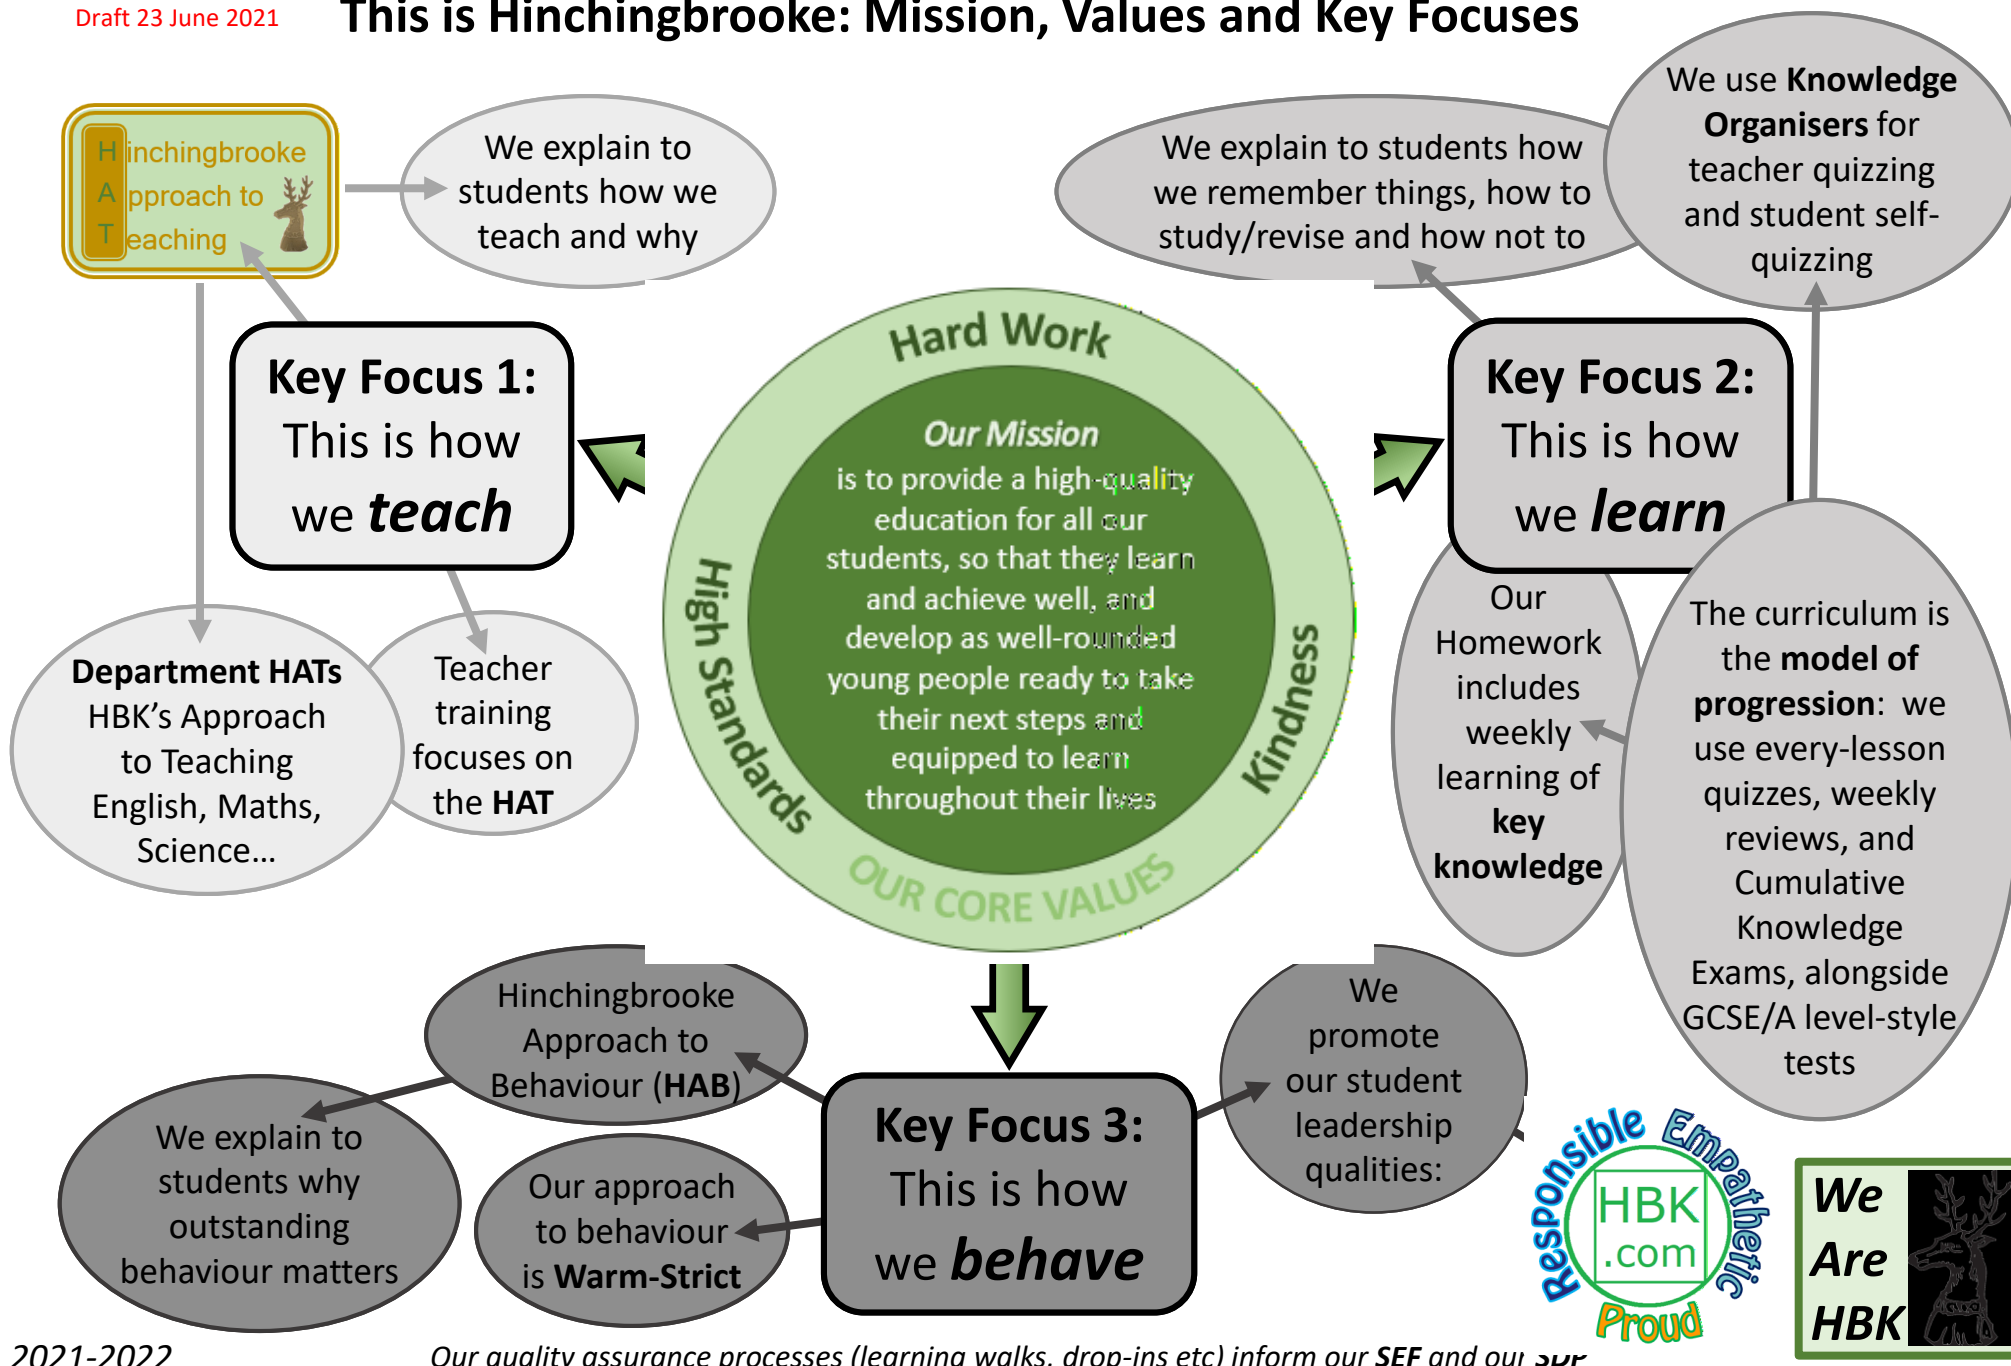 Draft 23 June 2021
This is Hinchingbrooke: Mission, Values and Key Focuses
Hinchingbrooke
Approach to
Teaching
We explain to
students how we
teach and why
We explain to students how
we remember things, how to
study/revise and how not to
We use Knowledge
Organisers for
teacher quizzing
and student self-
quizzing
Key Focus 1:
This is how
we teach
Hard Work
High Standards
Kindness
OUR CORE VALUES
Our Mission
is to provide a high-quality
education for all our
students, so that they learn
and achieve well, and
develop as well-rounded
young people ready to take
their next steps and
equipped to learn
throughout their lives
Key Focus 2:
This is how
we learn
Department HATs
HBK's Approach
to Teaching
English, Maths,
Science…
Teacher
training
focuses on
the HAT
Our
Homework
includes
weekly
learning of
key
knowledge
The curriculum is
the model of
progression: we
use every-lesson
quizzes, weekly
reviews, and
Cumulative
Knowledge
Exams, alongside
GCSE/A level-style
tests
Hinchingbrooke
Approach to
Behaviour (HAB)
We explain to
students why
outstanding
behaviour matters
Our approach
to behaviour
is Warm-Strict
Key Focus 3:
This is how
we behave
We
promote
our student
leadership
qualities:
Responsible
Empathetic
Proud
HBK
.com
We
Are
HBK
2021-2022
Our quality assurance processes (learning walks, drop-ins etc) inform our SEF and our SDP